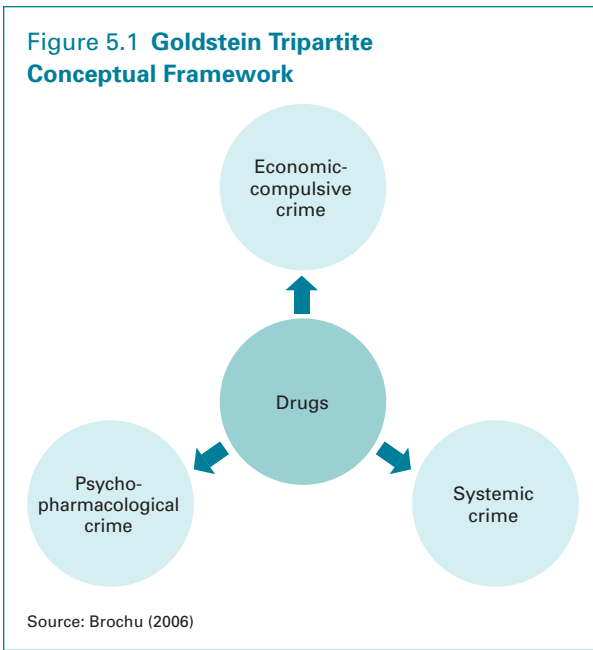 Figure 5.1 Goldstein Tripartite
Conceptual Framework
Economic-
compulsive
crime
Drugs
Psycho-
pharmacological
crime
Systemic
crime
Source: Brochu (2006)